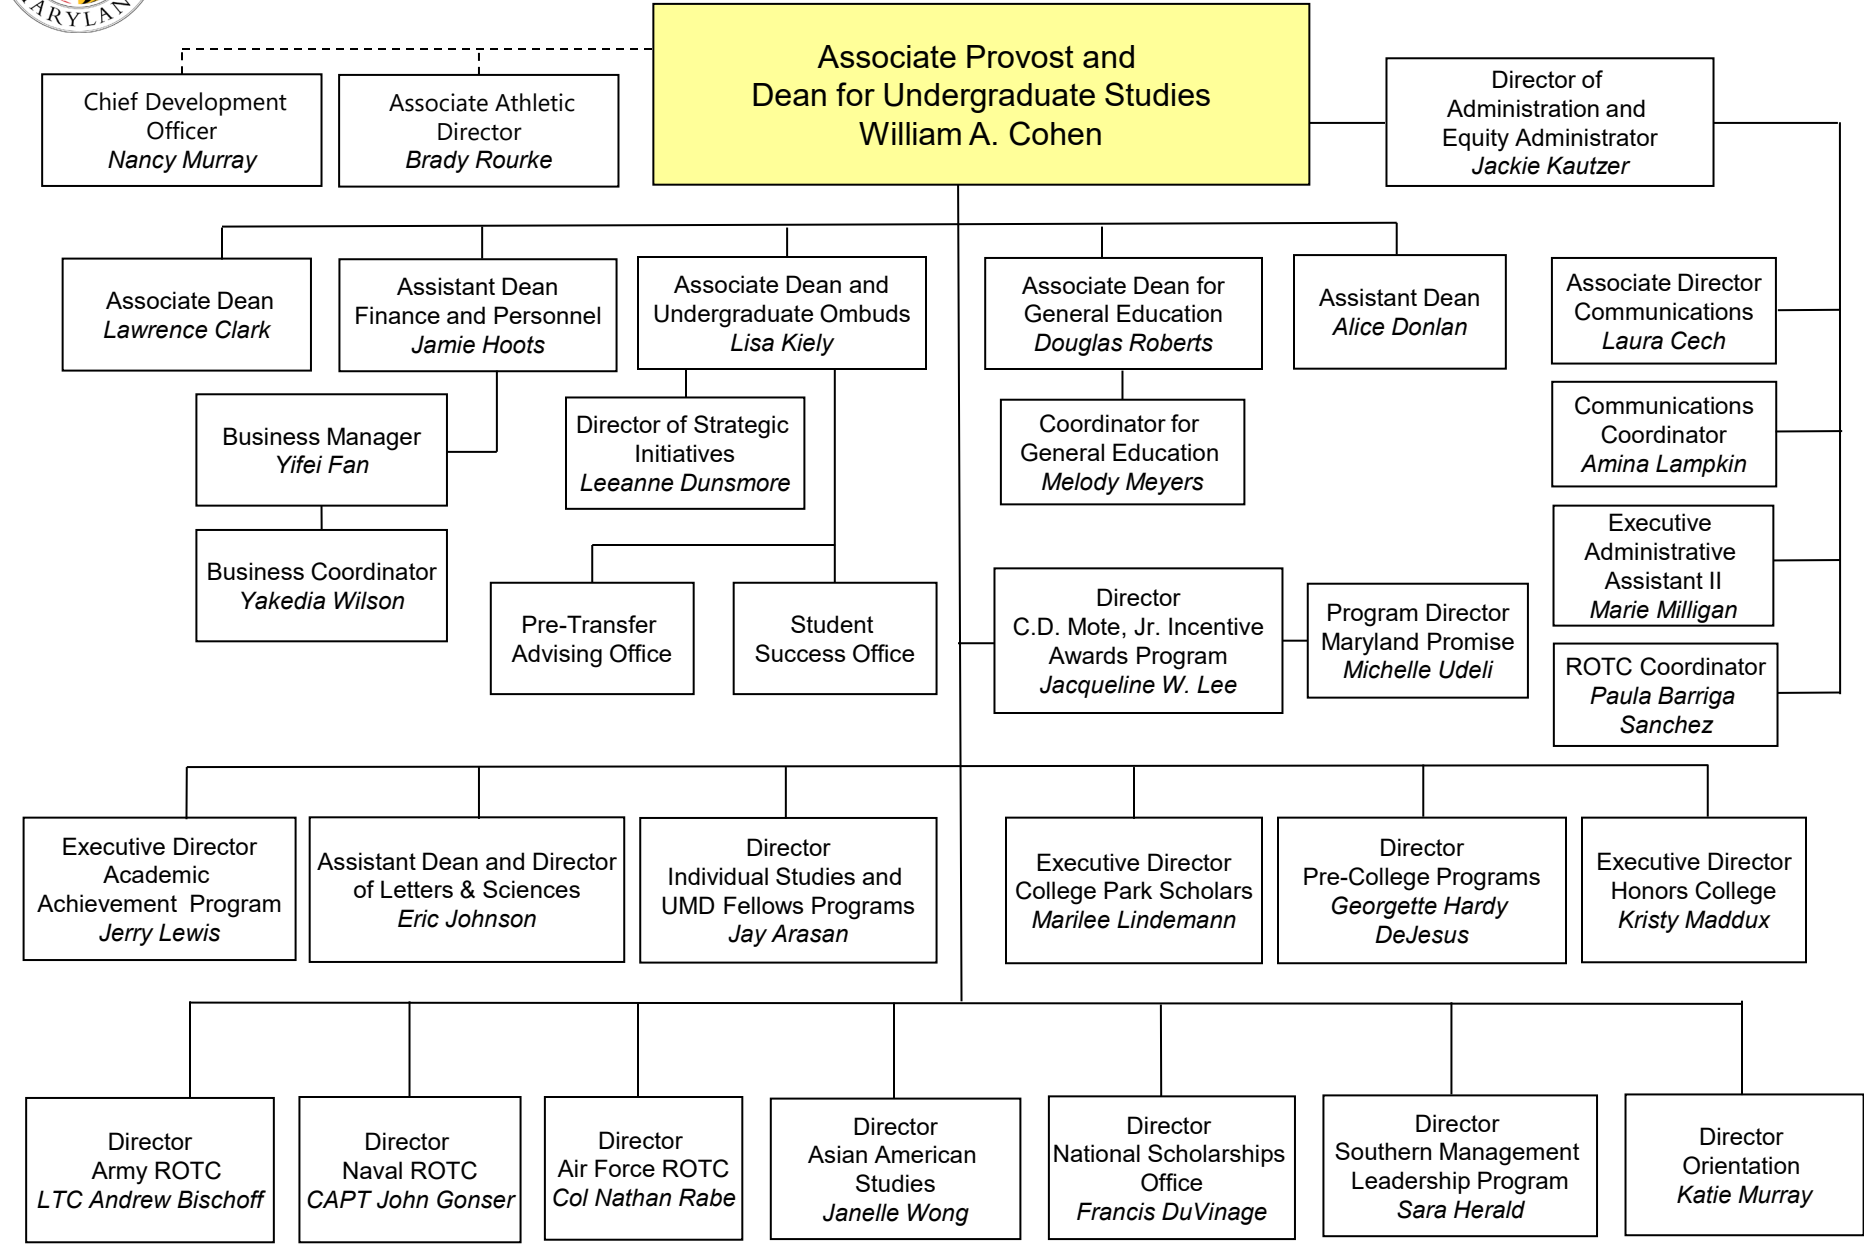 MARYLAND
Associate Provost and
Dean for Undergraduate Studies
William A. Cohen
Chief Development
Officer
Nancy Murray
Associate Athletic
Director
Brady Rourke
Director of
Administration and
Equity Administrator
Jackie Kautzer
Associate Dean
Lawrence Clark
Assistant Dean
Finance and Personnel
Jamie Hoots
Associate Dean and
Undergraduate Ombuds
Lisa Kiely
Associate Dean for
General Education
Douglas Roberts
Assistant Dean
Alice Donlan
Associate Director
Communications
Laura Cech
Business Manager
Yifei Fan
Director of Strategic
Initiatives
Leeanne Dunsmore
Coordinator for
General Education
Melody Meyers
Communications
Coordinator
Amina Lampkin
Business Coordinator
Yakedia Wilson
Executive
Administrative
Assistant II
Marie Milligan
Pre-Transfer
Advising Office
Student
Success Office
Director
C.D. Mote, Jr. Incentive
Awards Program
Jacqueline W. Lee
Program Director
Maryland Promise
Michelle Udeli
ROTC Coordinator
Paula Barriga
Sanchez
Executive Director
Academic
Achievement  Program
Jerry Lewis
Assistant Dean and Director
of Letters & Sciences
Eric Johnson
Director
Individual Studies and
UMD Fellows Programs
Jay Arasan
Executive Director
College Park Scholars
Marilee Lindemann
Director
Pre-College Programs
Georgette Hardy
DeJesus
Executive Director
Honors College
Kristy Maddux
Director
Army ROTC
LTC Andrew Bischoff
Director
Naval ROTC
CAPT John Gonser
Director
Air Force ROTC
Col Nathan Rabe
Director
Asian American
Studies
Janelle Wong
Director
National Scholarships
Office
Francis DuVinage
Director
Southern Management
Leadership Program
Sara Herald
Director
Orientation
Katie Murray